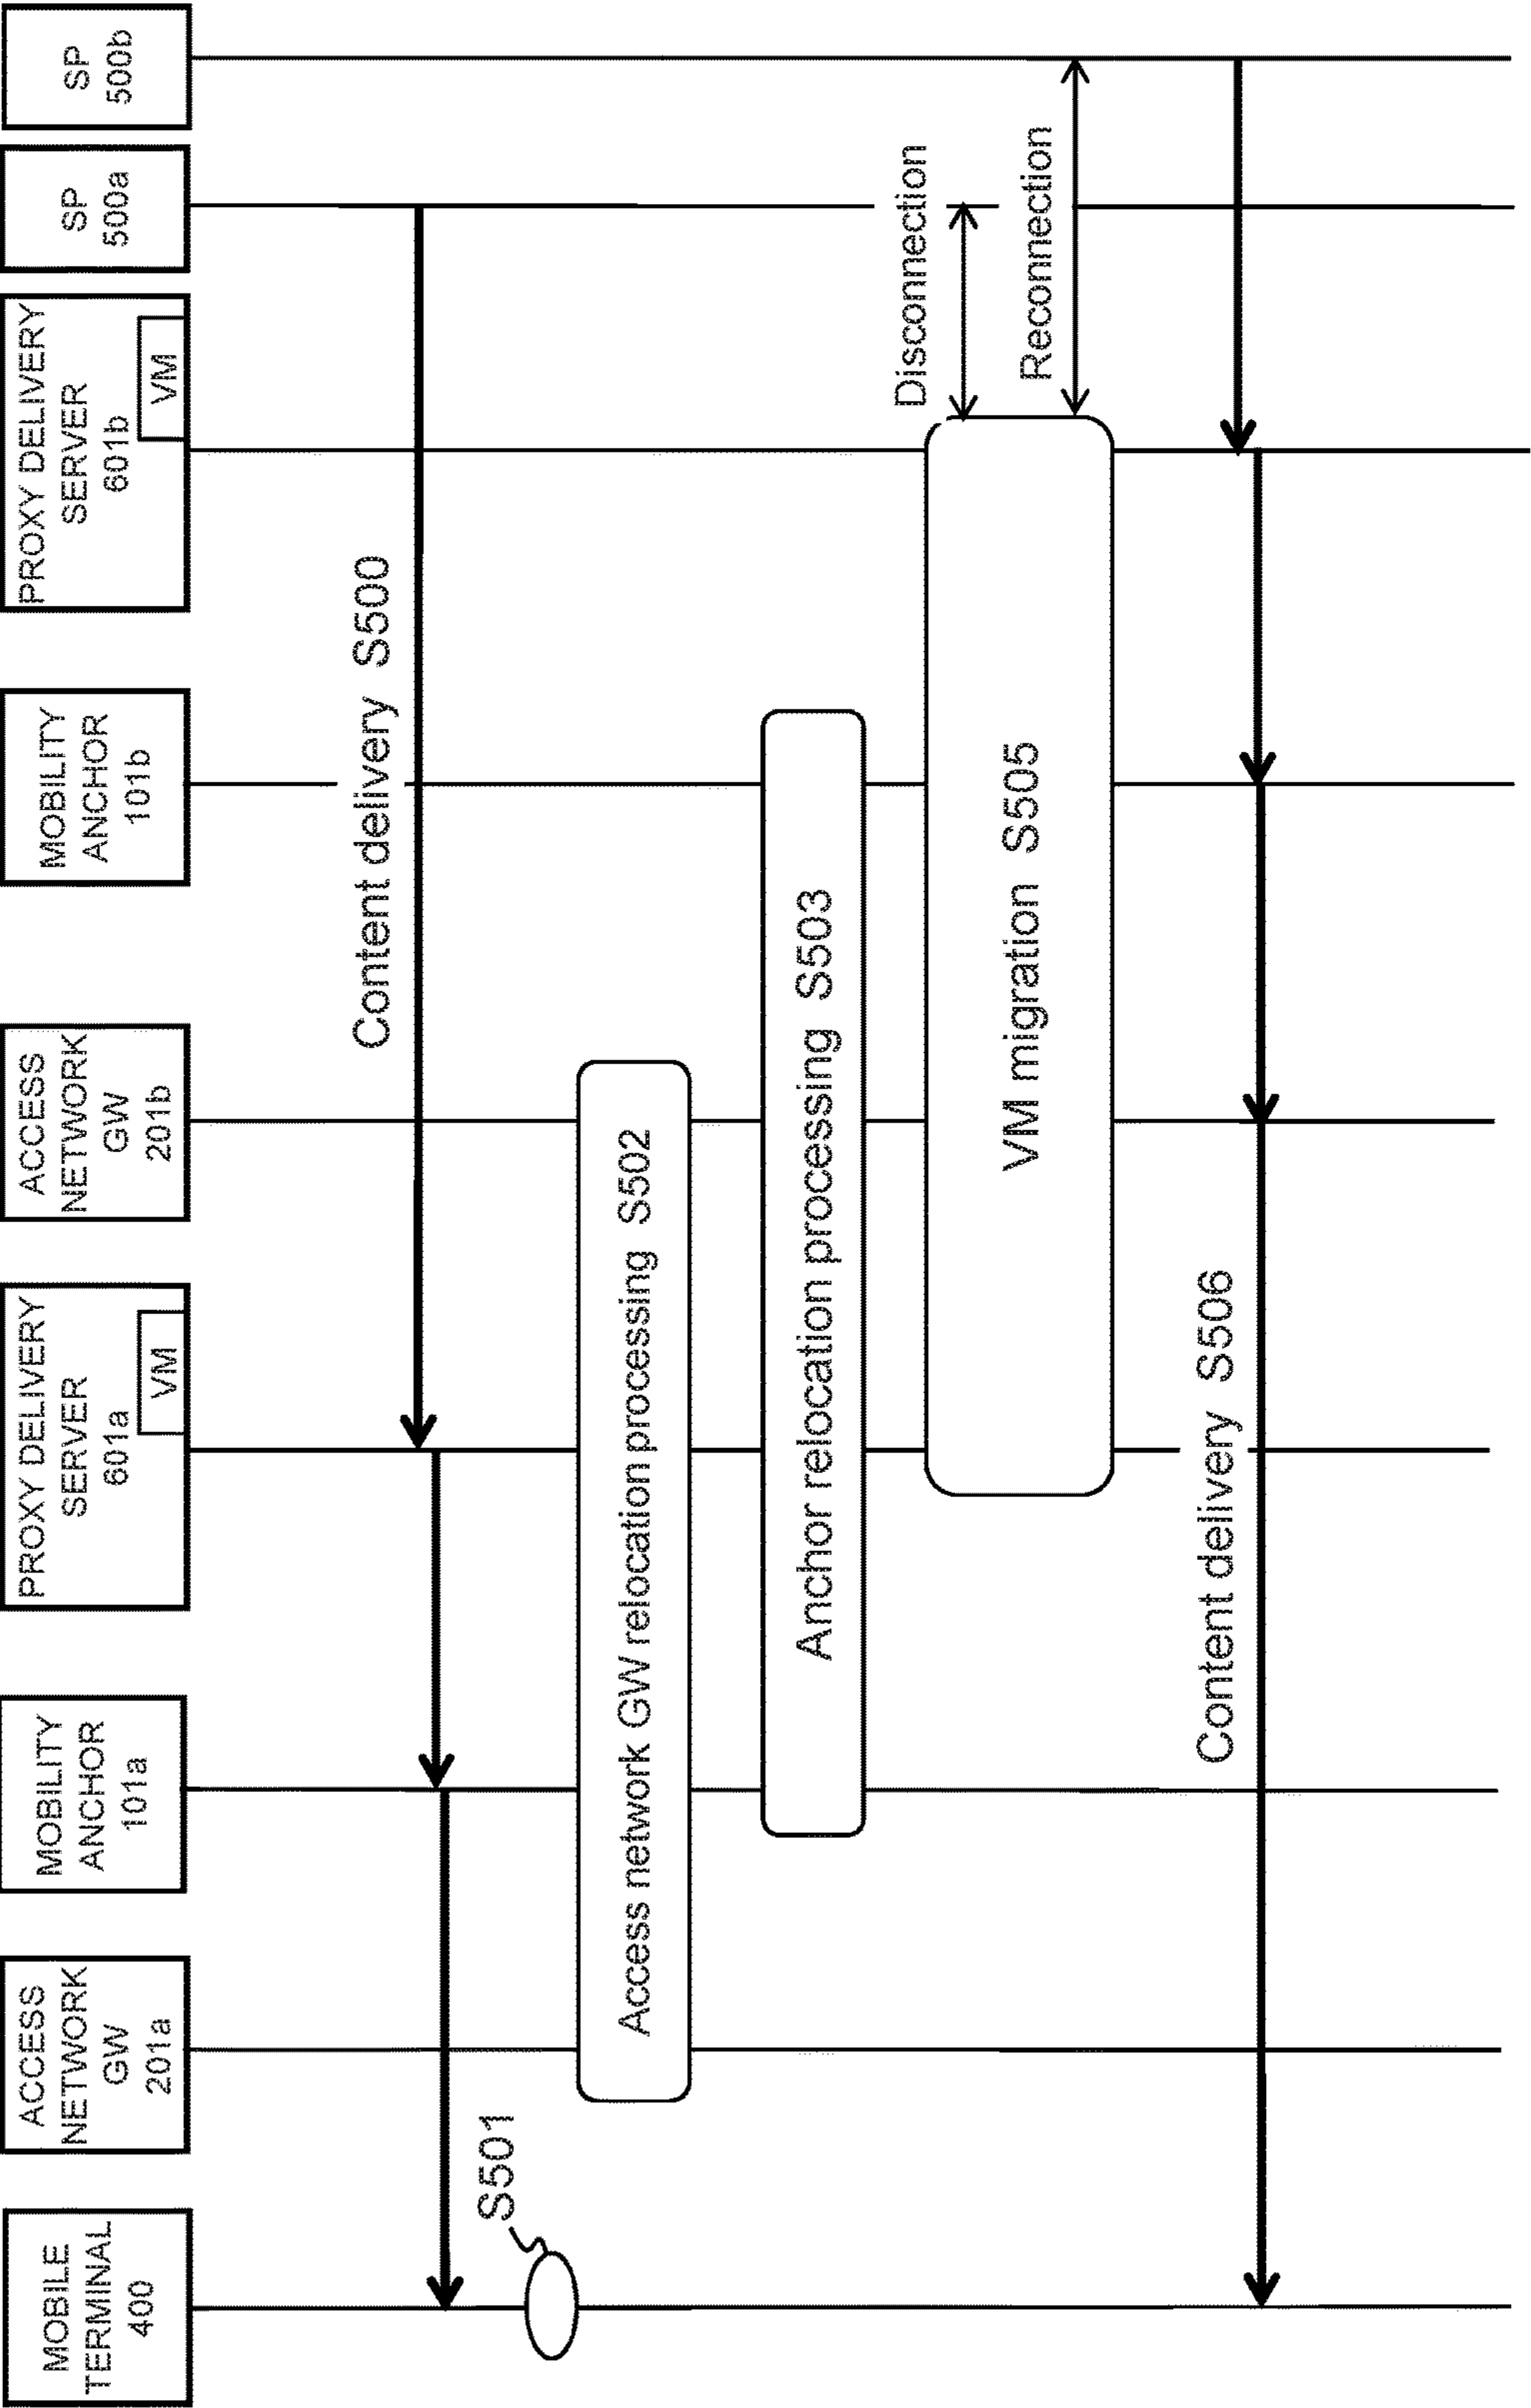 MOBILE
TERMINAL
400
ACCESS
NETWORK
GW
201a
MOBILITY
ANCHOR
101a
PROXY DELIVERY
SERVER
601a
VM
ACCESS
NETWORK
GW
201b
MOBILITY
ANCHOR
101b
PROXY DELIVERY
SERVER
601b
VM
SP
500a
SP
500b
Content delivery S500
S501
Access network GW relocation processing S502
Anchor relocation processing S503
Disconnection
VM migration S505
Reconnection
Content delivery S506